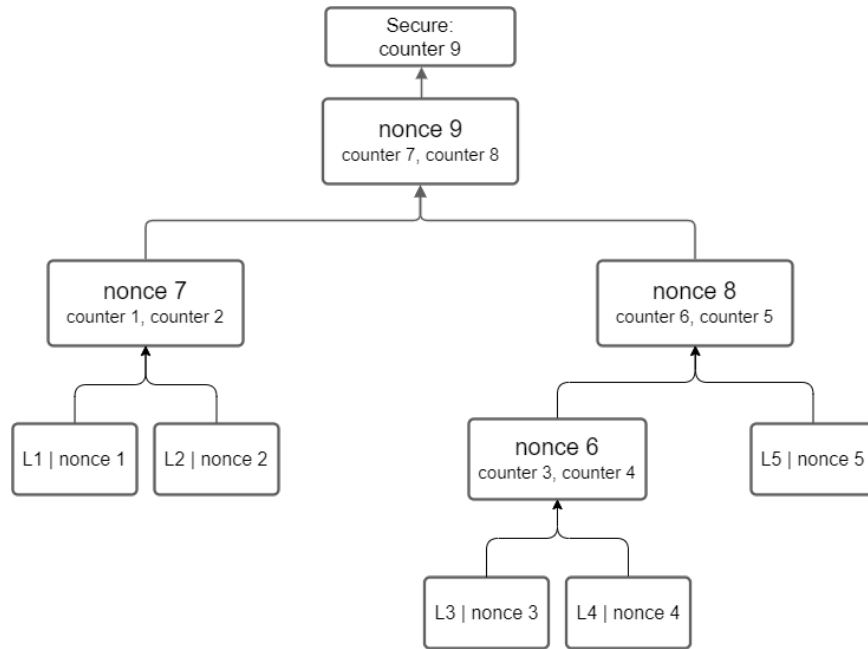 Secure:
counter 9
nonce 9
counter 7, counter 8
nonce 7
counter 1, counter 2
nonce 8
counter 6, counter 5
L1 | nonce 1
L2 | nonce 2
nonce 6
counter 3, counter 4
L5 | nonce 5
L3 | nonce 3
L4 | nonce 4